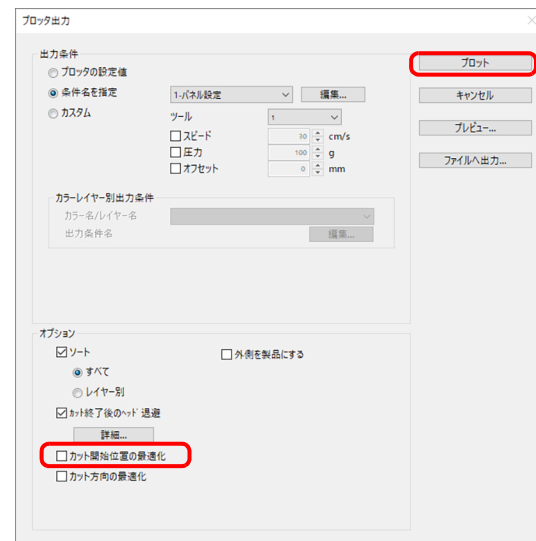 プロッタ出力
出力条件
プロッタの設定値
条件名を指定
1-パネル設定
編集...
カスタム
ツール
1
スピード
30
cm/s
圧力
100
g
オフセット
0
mm
カラーレイヤー別出力条件
カラー名/レイヤー名
出力条件名
編集...
プロット
キャンセル
プレビュー...
ファイルへ出力...
オプション
ソート
外側を製品にする
すべて
レイヤー別
カット終了後のヘッド退避
詳細...
カット開始位置の最適化
カット方向の最適化